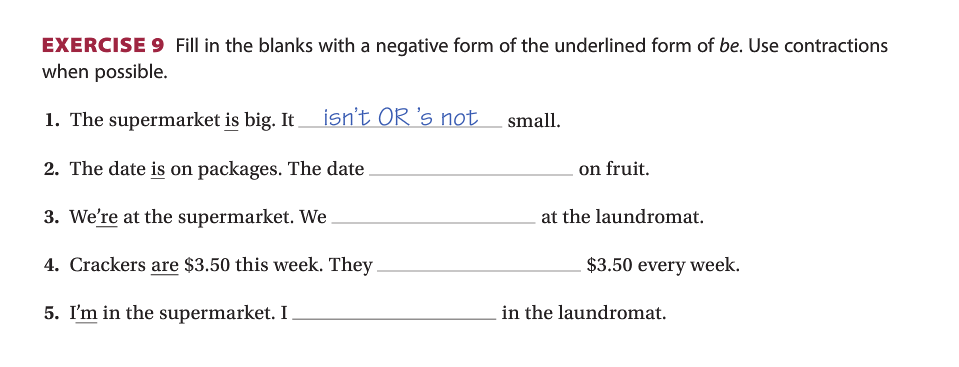 EXERCISE 9 Fill in the blanks with a negative form of the underlined form of be. Use contractions
when possible.
1. The supermarket is big. It isn't OR 's not small.
2. The date is on packages. The date ____________ on fruit.
3. We're at the supermarket. We ____________ at the laundromat.
4. Crackers are $3.50 this week. They ____________ $3.50 every week.
5. I'm in the supermarket. I ____________ in the laundromat.